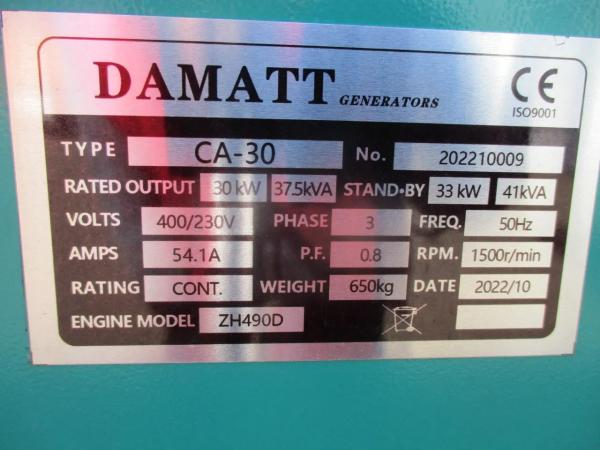 DAMATT GENERATORS CE
ISO9001
TYPE CA-30 No. 202210009
RATED OUTPUT 30 kW 37.5kVA STAND-BY 33 kW 41kVA
VOLTS 400/230V PHASE 3 FREQ. 50Hz
AMPS 54.1A P.F. 0.8 RPM. 1500r/min
RATING CONT. WEIGHT 650kg DATE 2022/10
ENGINE MODEL ZH490D